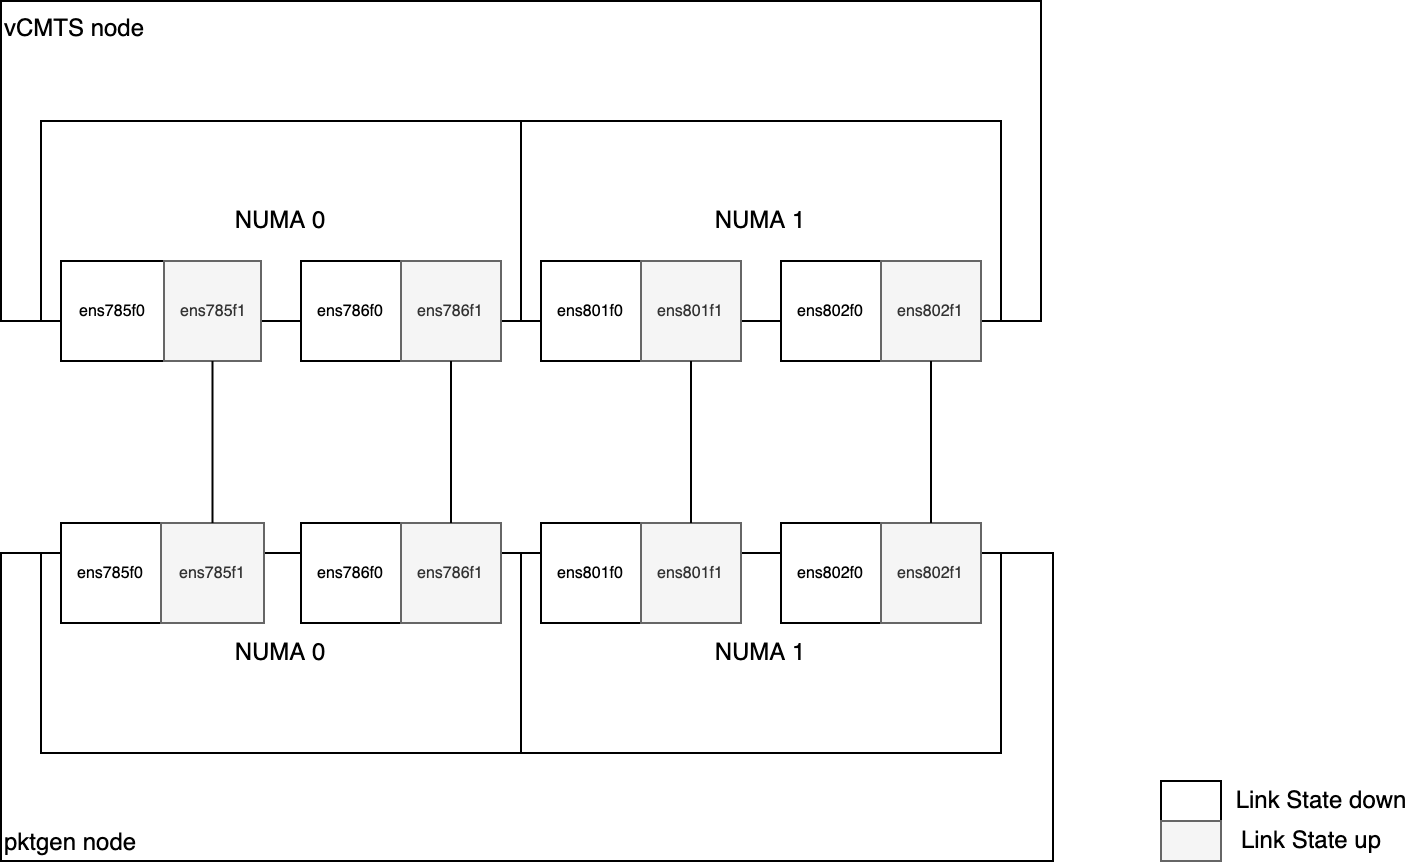 vCMTS node
NUMA 0
NUMA 1
ens785f0
ens785f1
ens786f0
ens786f1
ens801f0
ens801f1
ens802f0
ens802f1
ens785f0
ens785f1
ens786f0
ens786f1
ens801f0
ens801f1
ens802f0
ens802f1
NUMA 0
NUMA 1
pktgen node
Link State down
Link State up